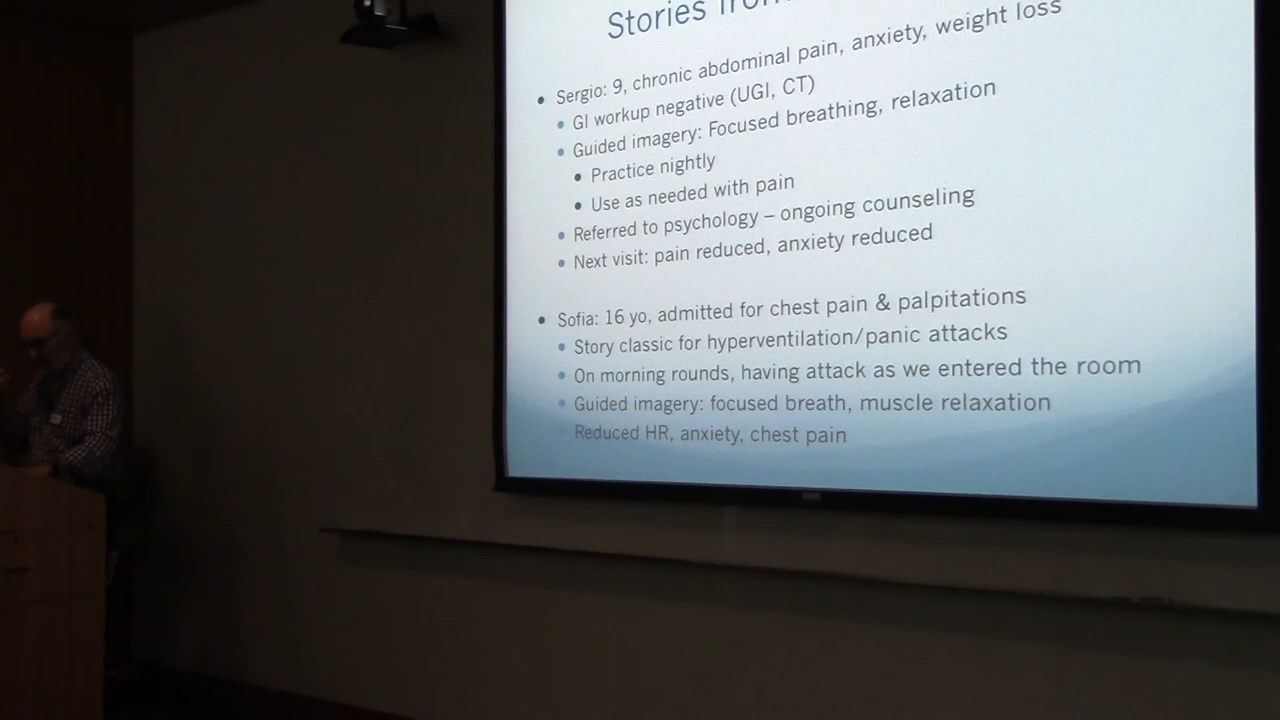 Stories from
Sergio: 9, chronic abdominal pain, anxiety, weight loss
GI workup negative (UGI, CT)
Guided imagery: Focused breathing, relaxation
Practice nightly
Use as needed with pain
Referred to psychology – ongoing counseling
Next visit: pain reduced, anxiety reduced
Sofia: 16 yo, admitted for chest pain & palpitations
Story classic for hyperventilation/panic attacks
On morning rounds, having attack as we entered the room
Guided imagery: focused breath, muscle relaxation
Reduced HR, anxiety, chest pain